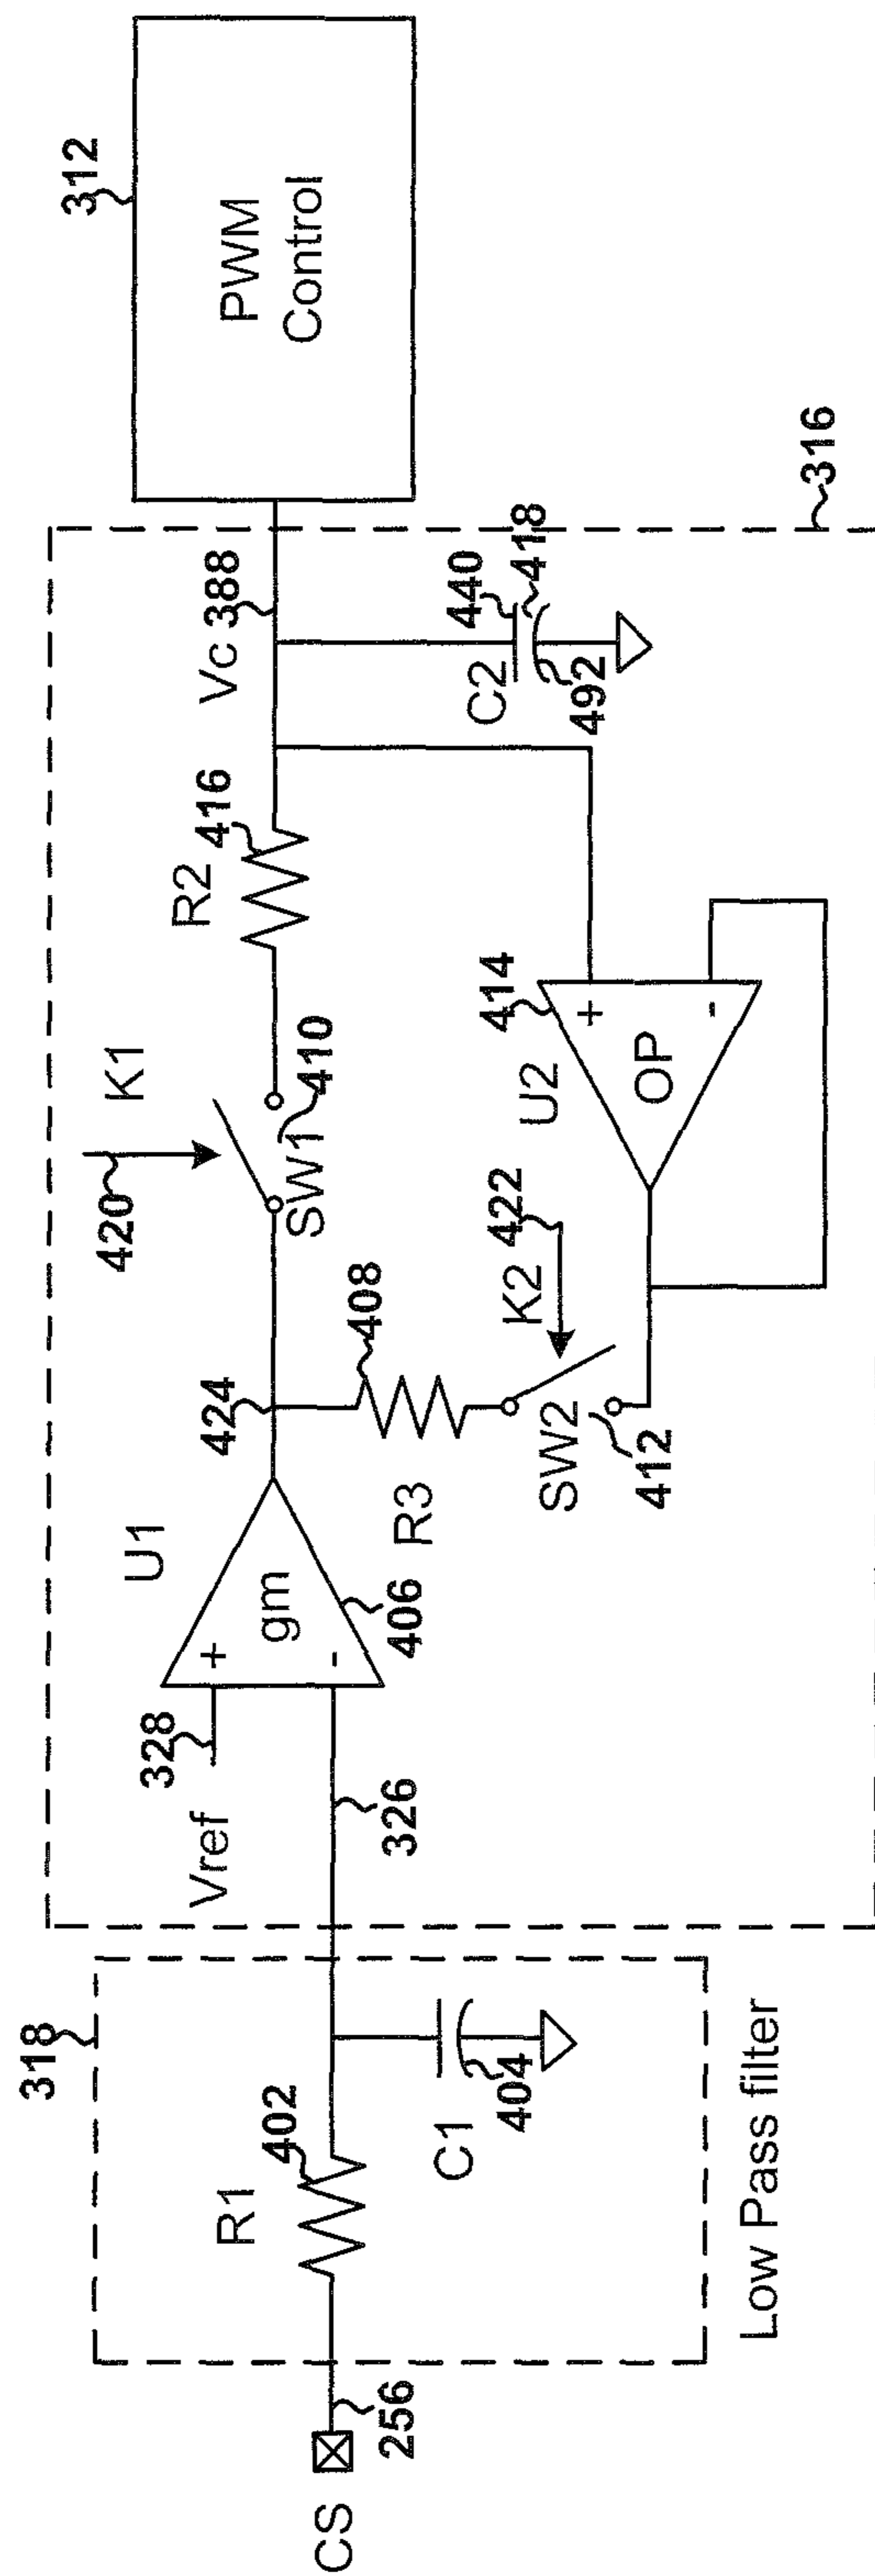 312
PWM
Control
316
Vc
388
440
418
C2
492
R2
416
K1
420
SW1
410
414
U2
+
-
OP
K2
422
SW2
412
424
408
R3
U1
+
-
gm
406
Vref
328
326
318
R1
402
C1
404
Low Pass filter
CS
256